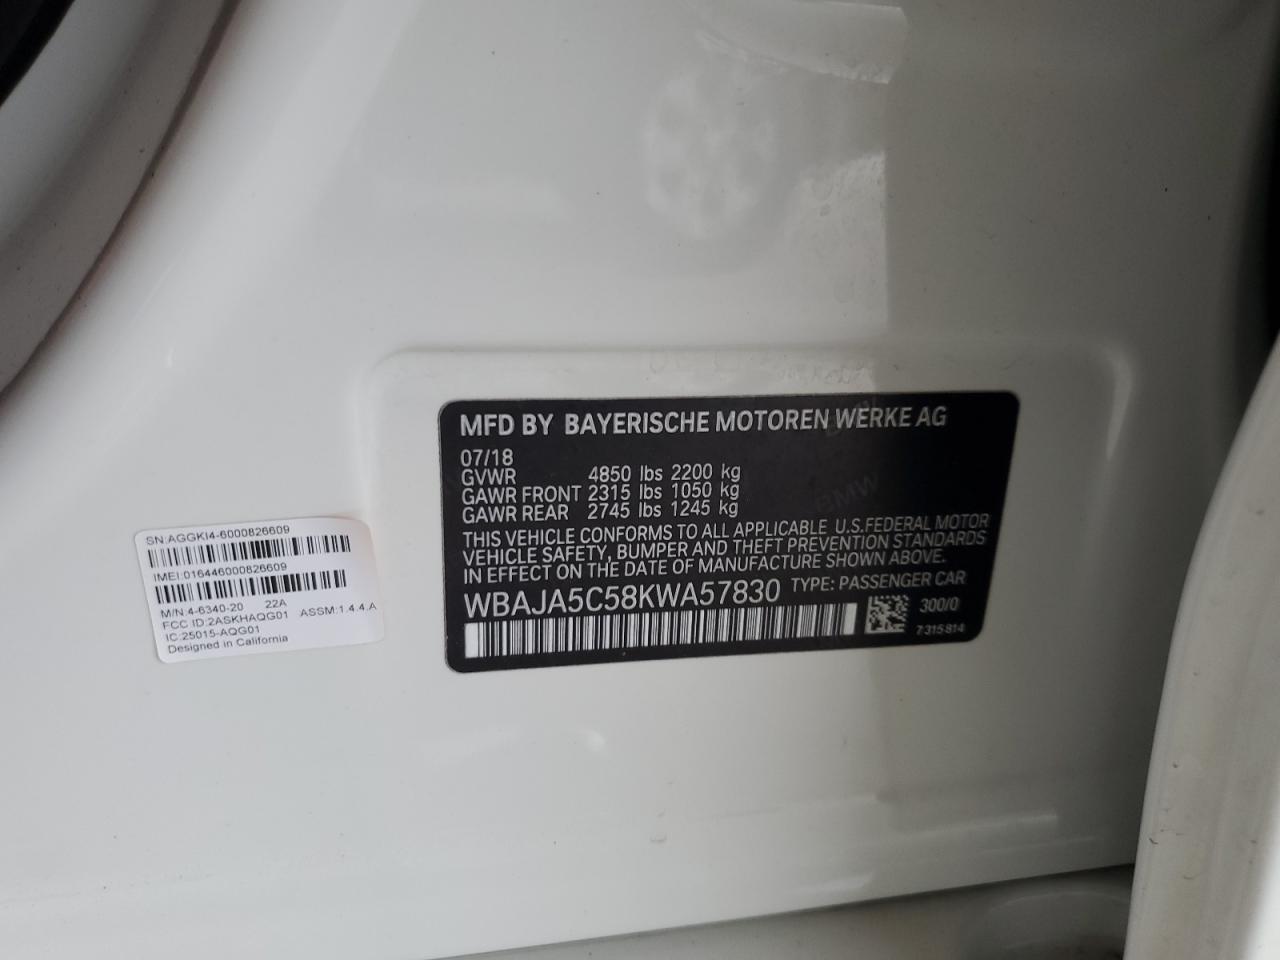 MFD BY BAYERISCHE MOTOREN WERKE AG
07/18
GVWR 4850 lbs 2200 kg
GAWR FRONT 2315 lbs 1050 kg
GAWR REAR 2745 lbs 1245 kg
THIS VEHICLE CONFORMS TO ALL APPLICABLE U.S.FEDERAL MOTOR
VEHICLE SAFETY, BUMPER AND THEFT PREVENTION STANDARDS
IN EFFECT ON THE DATE OF MANUFACTURE SHOWN ABOVE.
WBAJA5C58KWA57830 TYPE: PASSENGER CAR
300/0
7315814
BMW
SN:AGGKI4-6000826609
IMEI:016446000826609
M/N:4-6340-20 22A
FCC ID:2ASKHAQG01 ASSM:1.4.4.A
IC:25015-AQG01
Designed in California